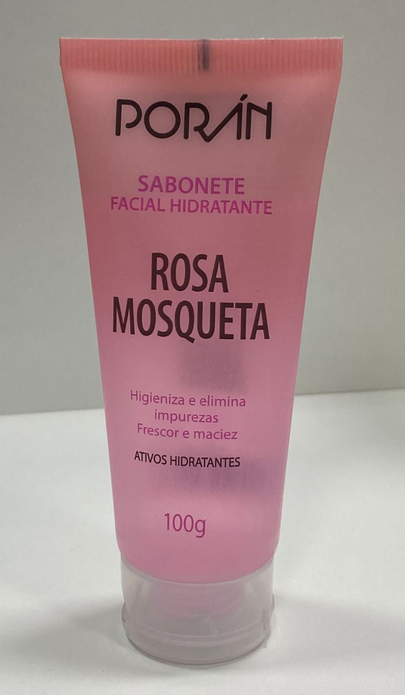 PORÁN
SABONETE
FACIAL HIDRATANTE
ROSA
MOSQUETA
Higieniza e elimina
impurezas
Frescor e maciez
ATIVOS HIDRATANTES
100g